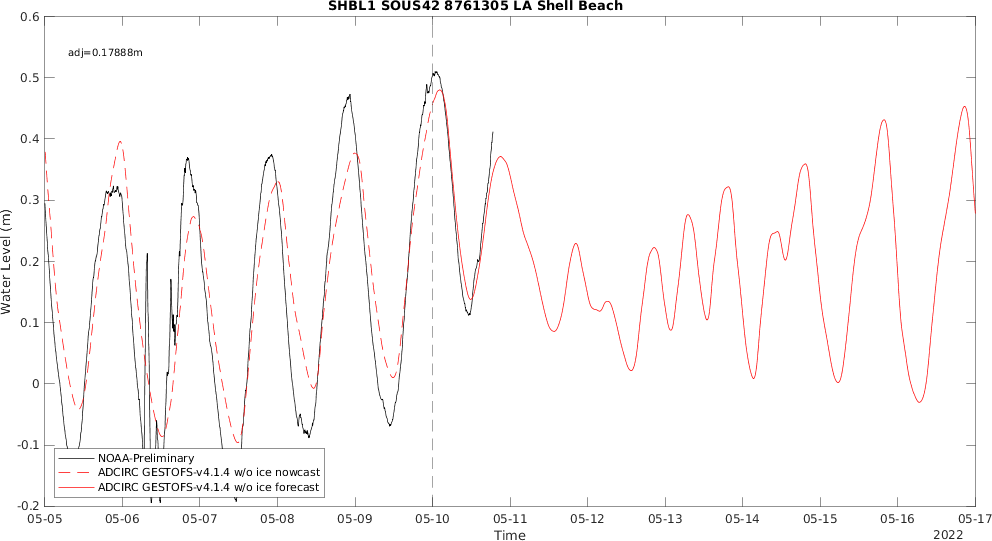 SHBL1 SOUS42 8761305 LA Shell Beach
adj=0.17888m
0.6
0.5
0.4
0.3
0.2
0.1
0
-0.1
-0.2
Water Level (m)
NOAA-Preliminary
ADCIRC GESTOFS-v4.1.4 w/o ice nowcast
ADCIRC GESTOFS-v4.1.4 w/o ice forecast
05-05 05-06 05-07 05-08 05-09 05-10 05-11 05-12 05-13 05-14 05-15 05-16 05-17
Time
2022